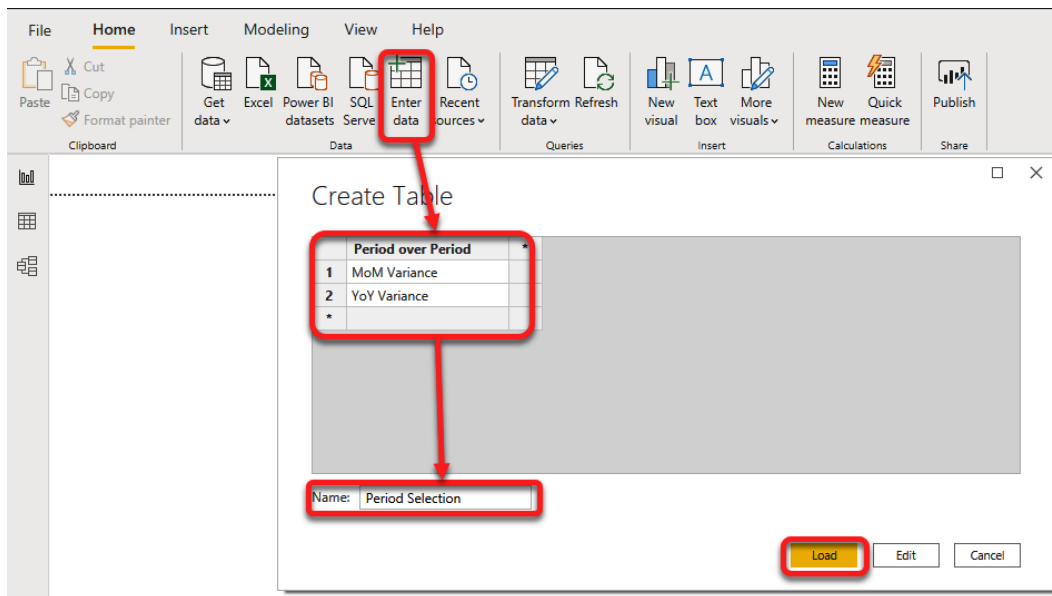 File Home Insert Modeling View Help
Paste
Cut
Copy
Format painter
Clipboard
Get data
Excel
Power BI datasets
SQL Serve
Enter data
Recent sources
Data
Transform data
Refresh
Queries
New visual
Text box
More visuals
Insert
New measure
Quick measure
Calculations
Publish
Share
Create Table
Period over Period *
1 MoM Variance
2 YoY Variance
*
Name: Period Selection
Load Edit Cancel